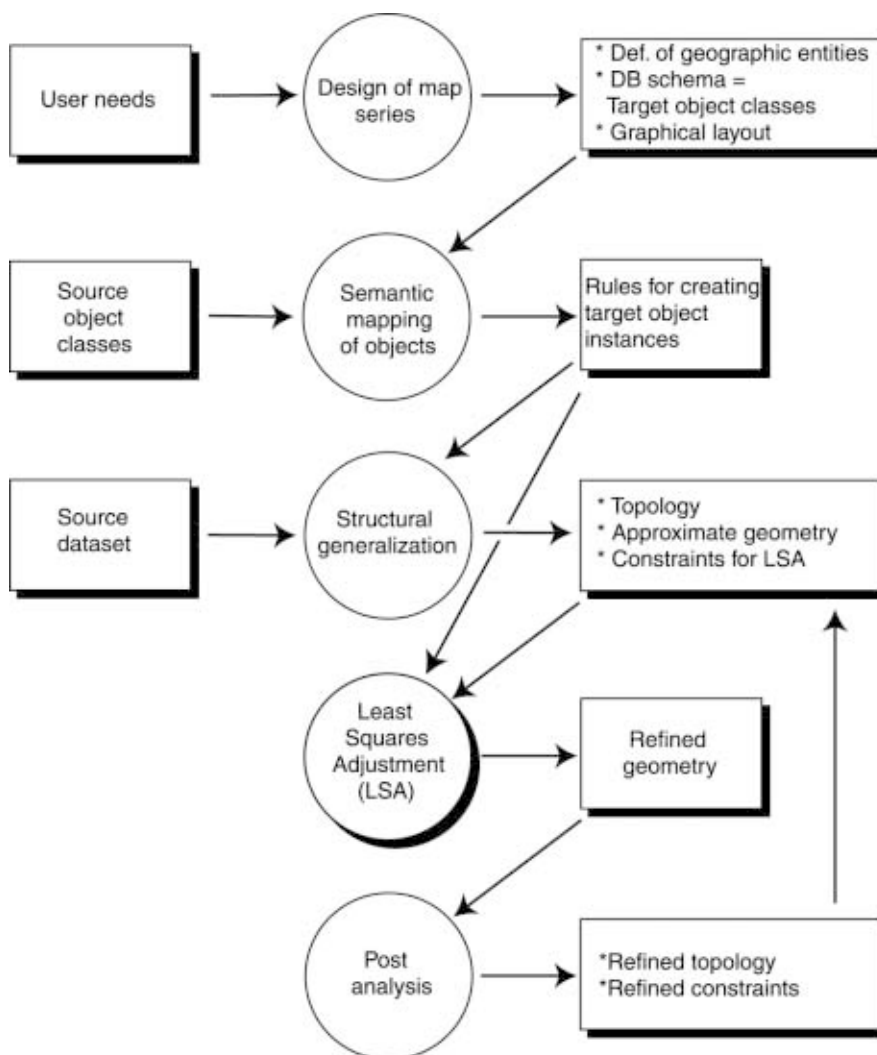 User needs
Design of map
series
* Def. of geographic entities
* DB schema =
Target object classes
* Graphical layout
Source
object
classes
Semantic
mapping
of objects
Rules for creating
target object
instances
Source
dataset
Structural
generalization
* Topology
* Approximate geometry
* Constraints for LSA
Least
Squares
Adjustment
(LSA)
Refined
geometry
Post
analysis
*Refined topology
*Refined constraints